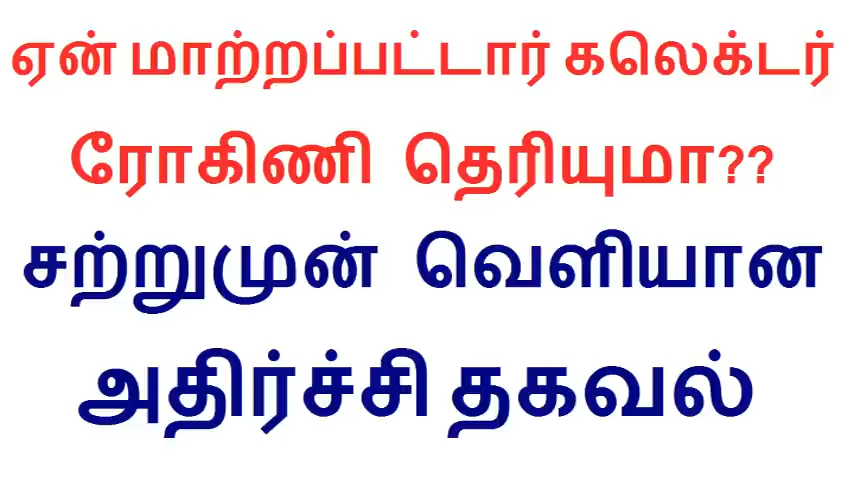 ஏன் மாற்றப்பட்டார் கலெக்டர்
ரோகிணி தெரியுமா??
சற்றுமுன் வெளியான
அதிர்ச்சி தகவல்